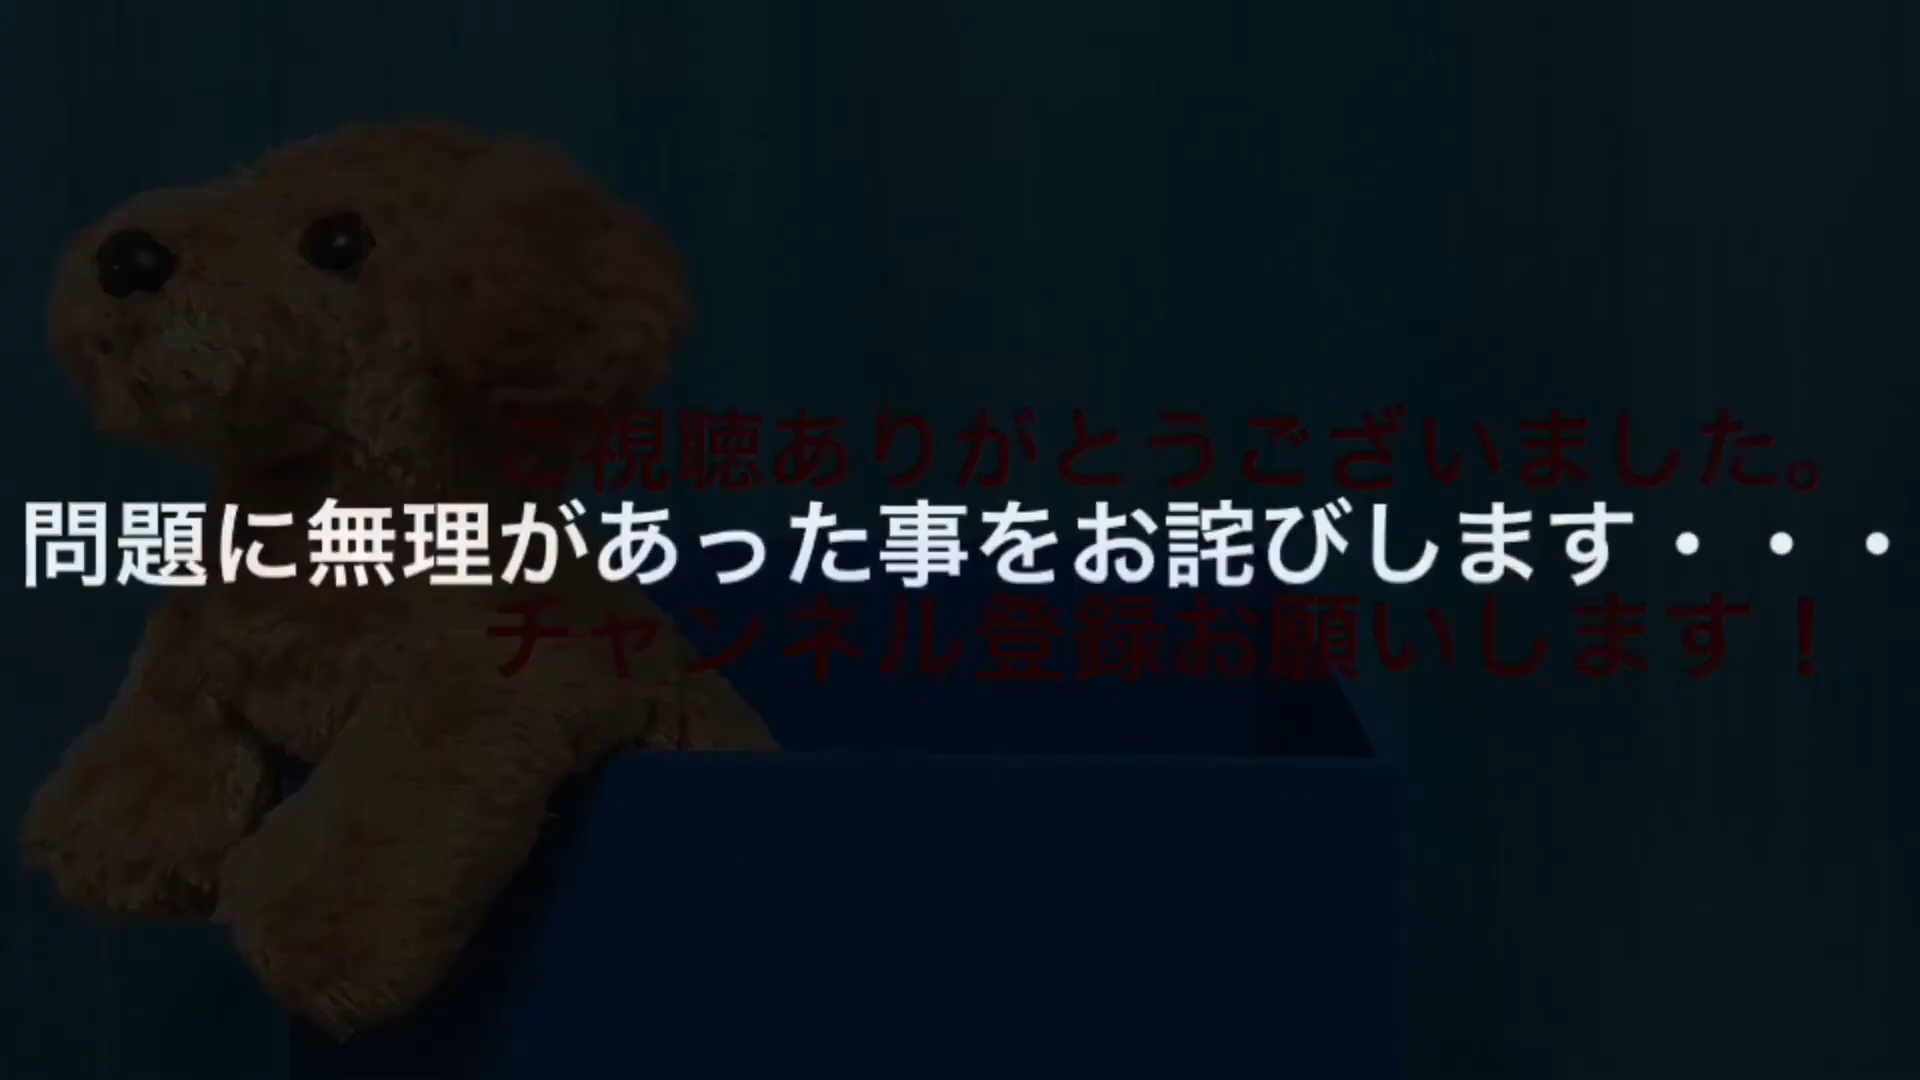 ご視聴ありがとうございました。
問題に無理があった事をお詫びします・・・
チャンネル登録お願いします！